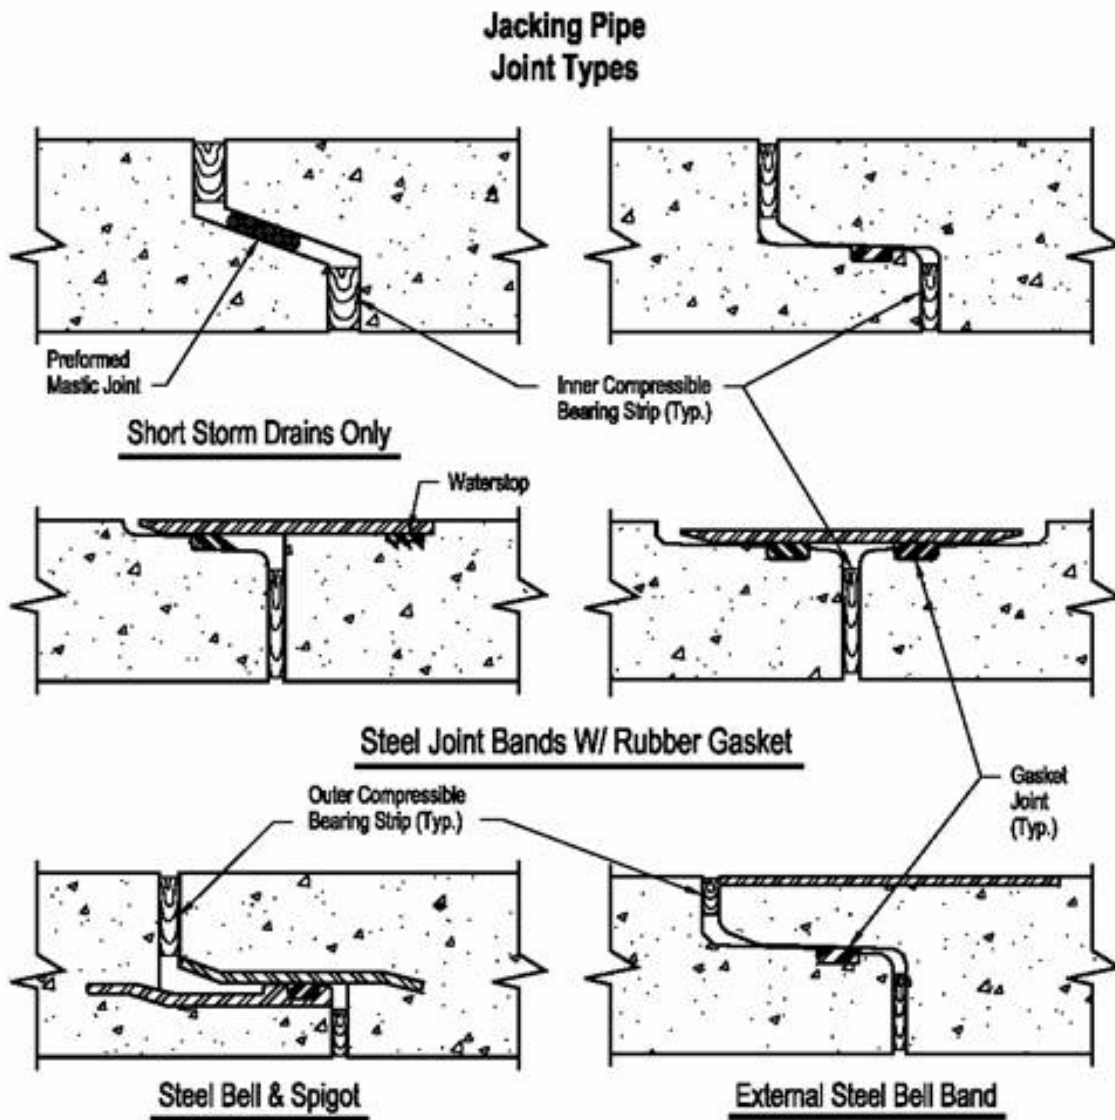 Jacking Pipe
Joint Types
Preformed
Mastic Joint
Inner Compressible
Bearing Strip (Typ.)
Short Storm Drains Only
Waterstop
Steel Joint Bands W/ Rubber Gasket
Outer Compressible
Bearing Strip (Typ.)
Gasket
Joint
(Typ.)
Steel Bell & Spigot
External Steel Bell Band